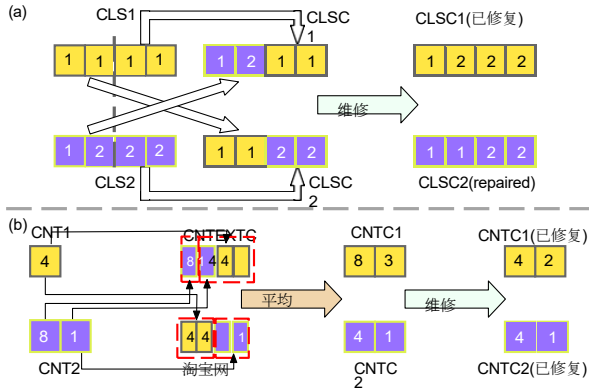 (a)
CLS1
CLSC
1
CLSC1(已修复)
1 1 1 1
1 2 1 1
1 2 2 2
维修
1 2 2 2
1 1 2 2
1 1 2 2
CLS2
CLSC
2
CLSC2(repaired)
(b)
CNT1
CNTEXTC
CNTC1
CNTC1(已修复)
4
8 1 4 4
8 3
4 2
平均
维修
8 1
4 4 1
4 1
4 1
CNT2
淘宝网
CNTC
2
CNTC2(已修复)